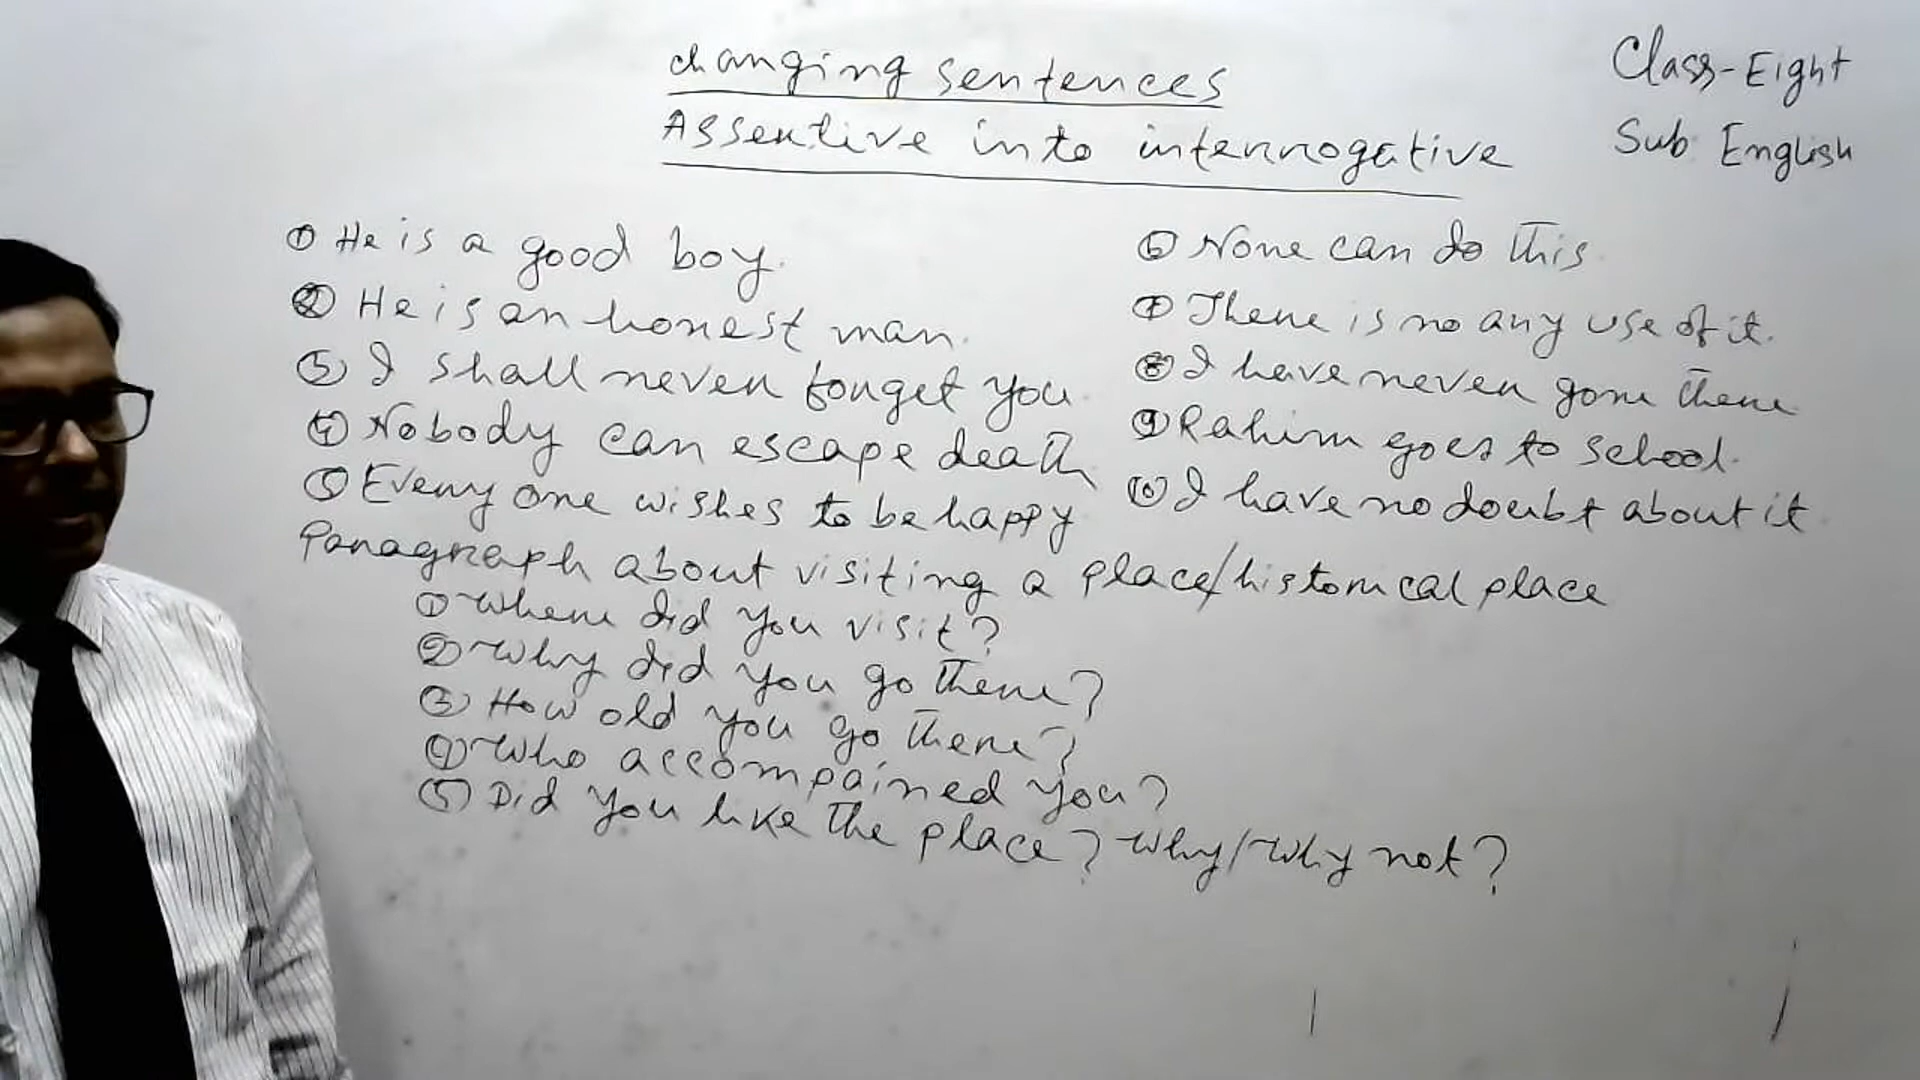 changing sentences
Assertive into interrogative
Class-Eight
Sub English
① He is a good boy.
② He is an honest man.
③ I shall never forget you.
④ Nobody can escape death
⑤ Every one wishes to be happy
⑥ None can do this.
⑦ There is no any use of it.
⑧ I have never gone there
⑨ Rahim goes to school.
⑩ I have no doubt about it
Paragraph about visiting a place/historical place
① Where did you visit?
② Why did you go there?
③ How old you go there?
④ Who accompained you?
⑤ Did you like the place? Why/Why not?